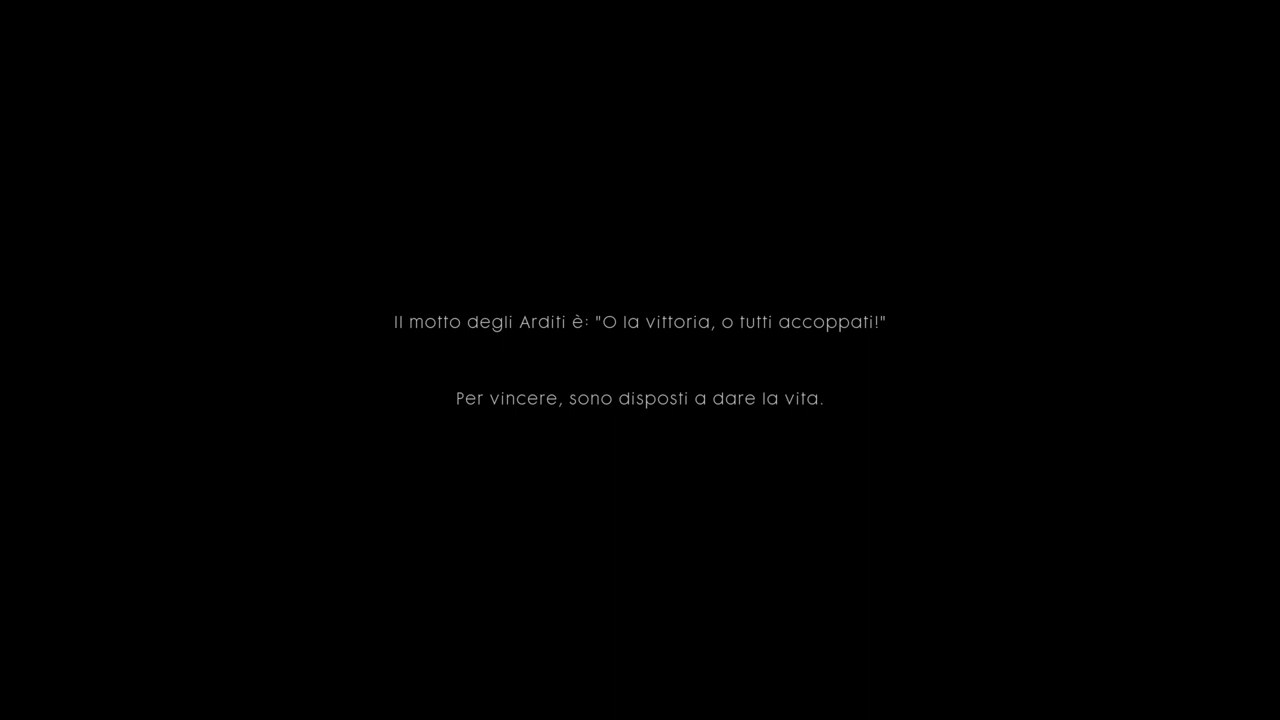 Il motto degli Arditi è: "O la vittoria, o tutti accoppati!"
Per vincere, sono disposti a dare la vita.